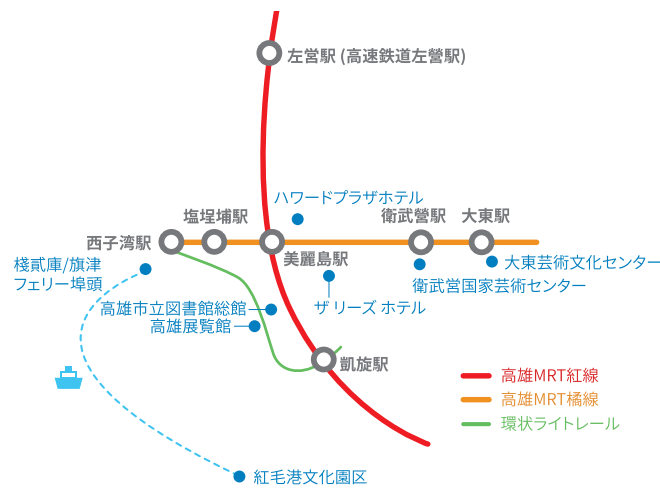 左営駅 (高速鉄道左營駅)
ハワードプラザホテル
塩埕埔駅
衛武營駅
大東駅
西子湾駅
美麗島駅
棧貳庫/旗津
フェリー埠頭
大東芸術文化センター
衛武営国家芸術センター
高雄市立図書館総館
ザ リーズ ホテル
高雄展覧館
凱旋駅
高雄MRT紅線
高雄MRT橘線
環状ライトレール
紅毛港文化園区